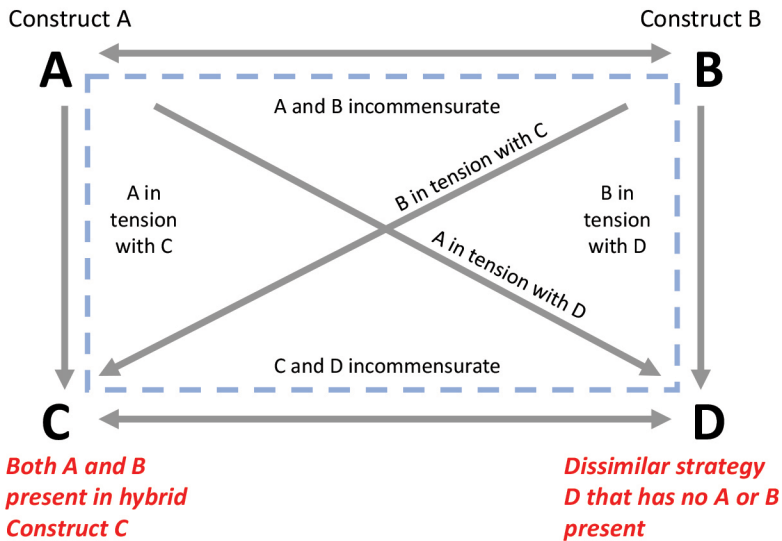 Construct A
Construct B
A
B
A and B incommensurate
B in tension with C
A in
tension
with C
B in
tension
with D
A in tension with D
C and D incommensurate
C
D
Both A and B
present in hybrid
Construct C
Dissimilar strategy
D that has no A or B
present